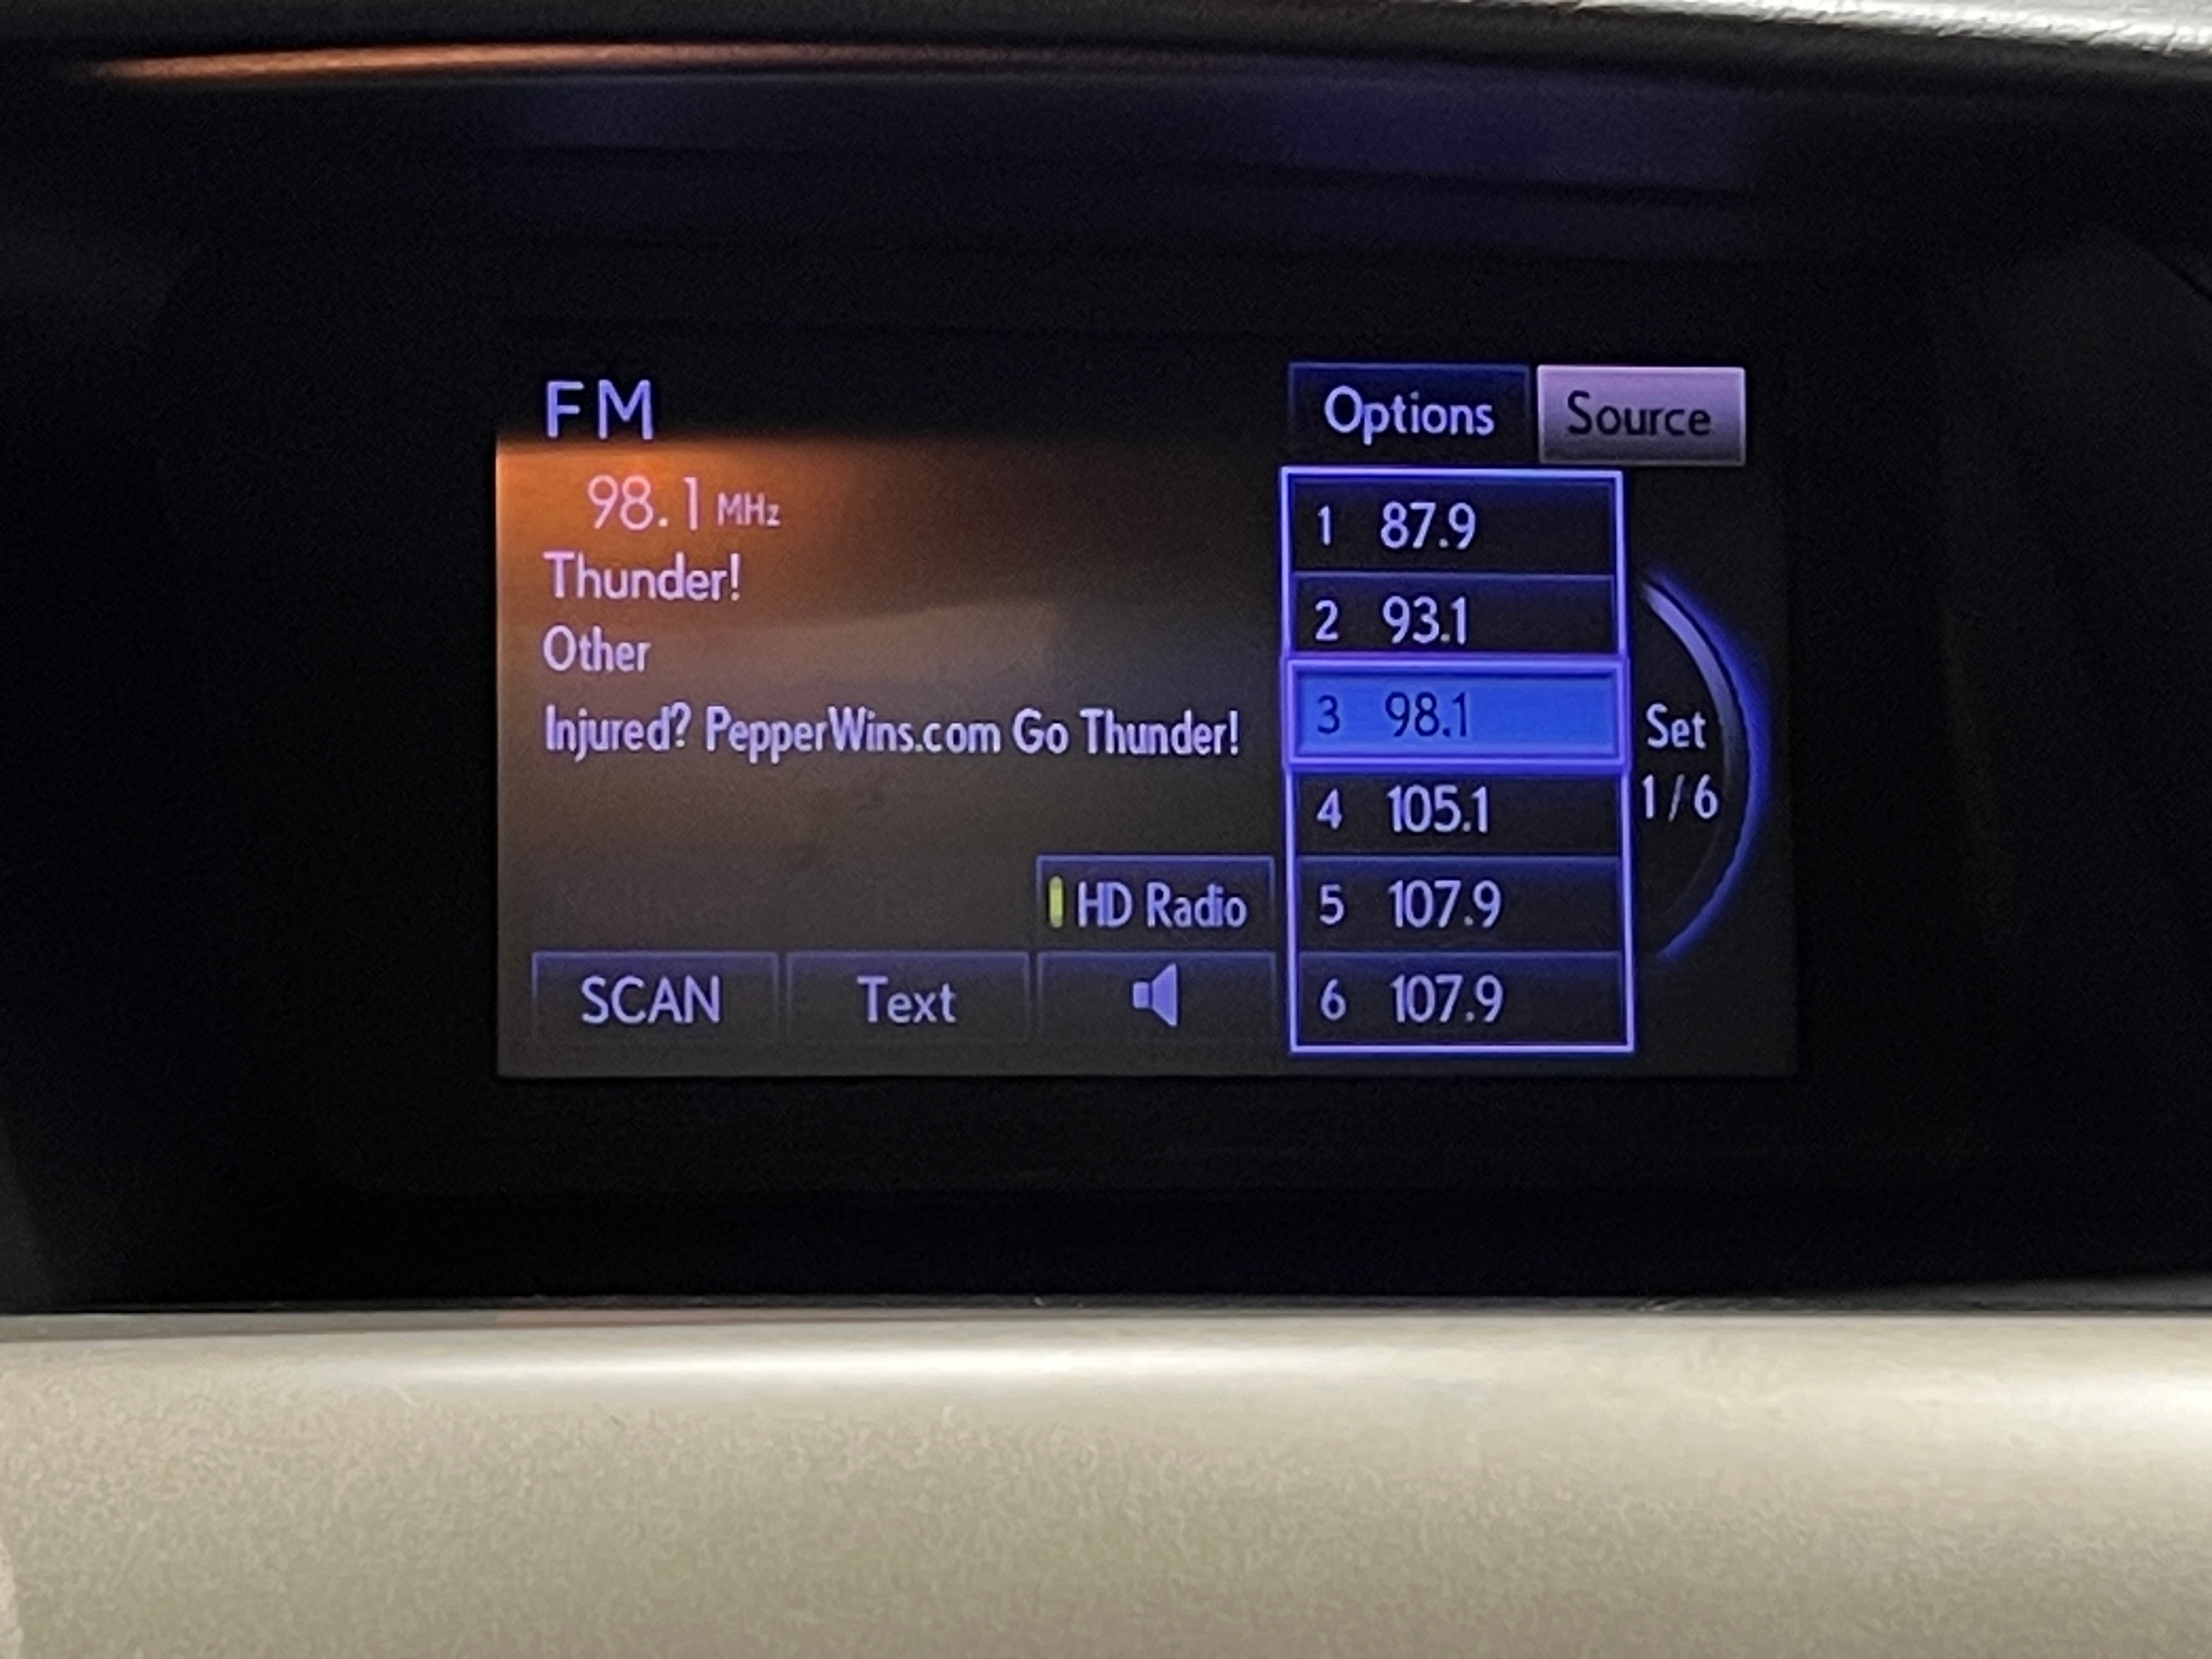 FM
Options
Source
98.1 MHz
Thunder!
Other
Injured? PepperWins.com Go Thunder!
HD Radio
SCAN
Text
1 87.9
2 93.1
3 98.1
4 105.1
5 107.9
6 107.9
Set
1/6